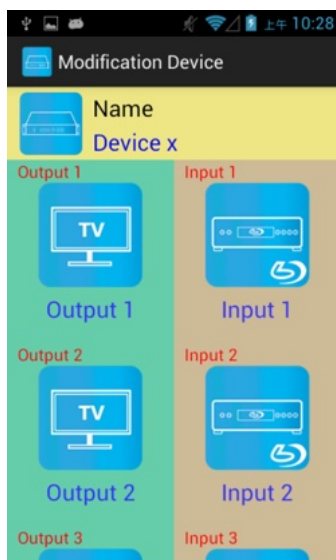 上午 10:28
Modification Device
Name
Device x
Output 1
Input 1
TV
Output 1
Input 1
Output 2
Input 2
TV
Output 2
Input 2
Output 3
Input 3